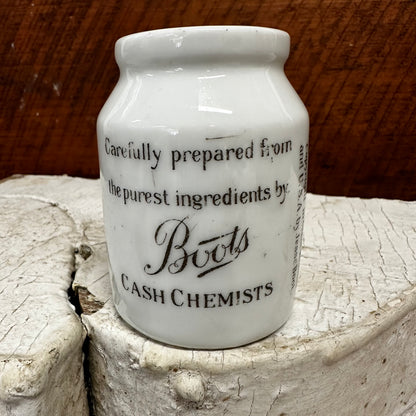 Carefully prepared from
the purest ingredients by
Boots
CASH CHEMISTS